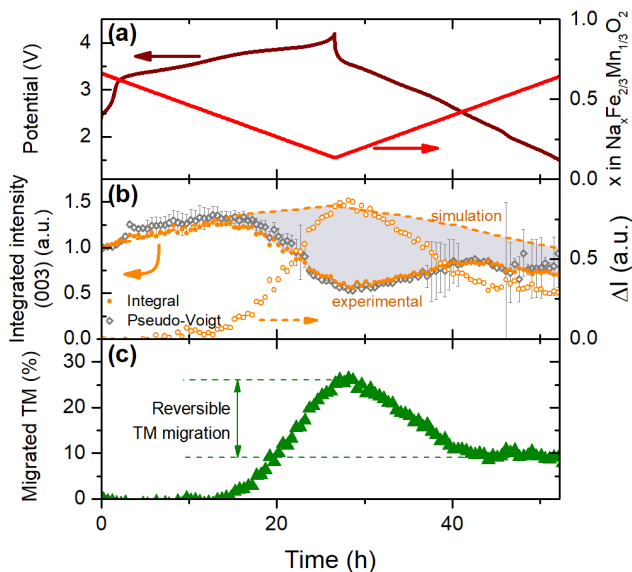 (a)
Potential (V)
4
3
2
1.0
0.5
0.0
x in NaxFe2/3Mn1/3O2
(b)
Integrated intensity
(003) (a.u.)
1.5
1.0
0.5
0.0
simulation
experimental
Integral
Pseudo-Voigt
0.5
0.0
ΔI (a.u.)
(c)
Migrated TM (%)
30
20
10
0
Reversible
TM migration
0
20
40
Time (h)